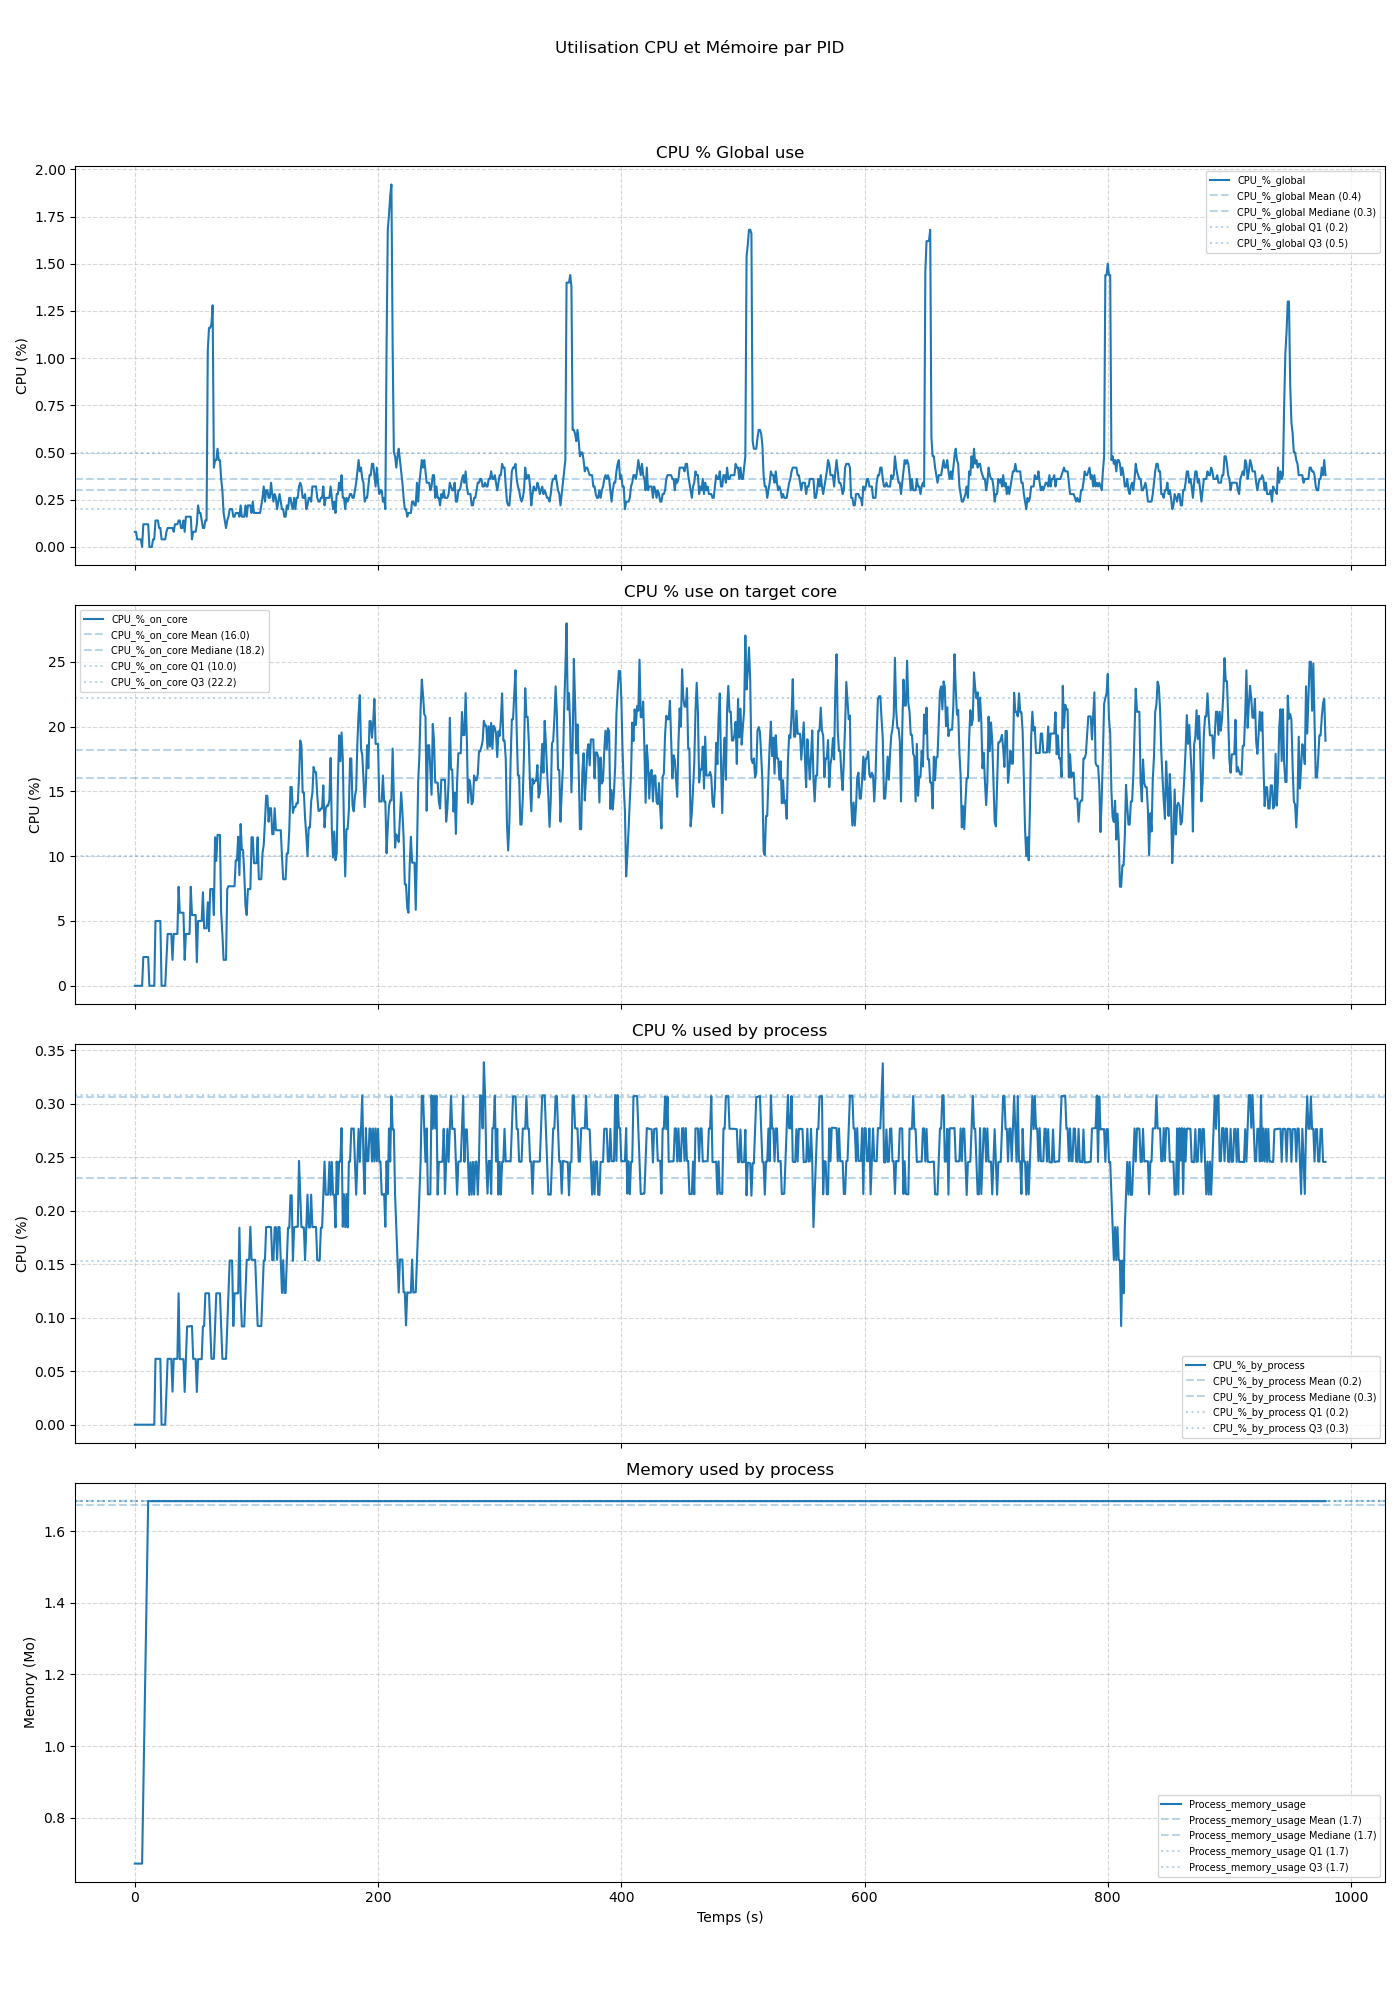 Utilisation CPU et Mémoire par PID
CPU % Global use
2.00
1.75
1.50
1.25
1.00
0.75
0.50
0.25
0.00
CPU (%)
CPU_%_global
CPU_%_global Mean (0.4)
CPU_%_global Mediane (0.3)
CPU_%_global Q1 (0.2)
CPU_%_global Q3 (0.5)
CPU % use on target core
25
20
15
10
5
0
CPU (%)
CPU_%_on_core
CPU_%_on_core Mean (16.0)
CPU_%_on_core Mediane (18.2)
CPU_%_on_core Q1 (10.0)
CPU_%_on_core Q3 (22.2)
CPU % used by process
0.35
0.30
0.25
0.20
0.15
0.10
0.05
0.00
CPU (%)
CPU_%_by_process
CPU_%_by_process Mean (0.2)
CPU_%_by_process Mediane (0.3)
CPU_%_by_process Q1 (0.2)
CPU_%_by_process Q3 (0.3)
Memory used by process
1.6
1.4
1.2
1.0
0.8
Memory (Mo)
Process_memory_usage
Process_memory_usage Mean (1.7)
Process_memory_usage Mediane (1.7)
Process_memory_usage Q1 (1.7)
Process_memory_usage Q3 (1.7)
0 200 400 600 800 1000
Temps (s)